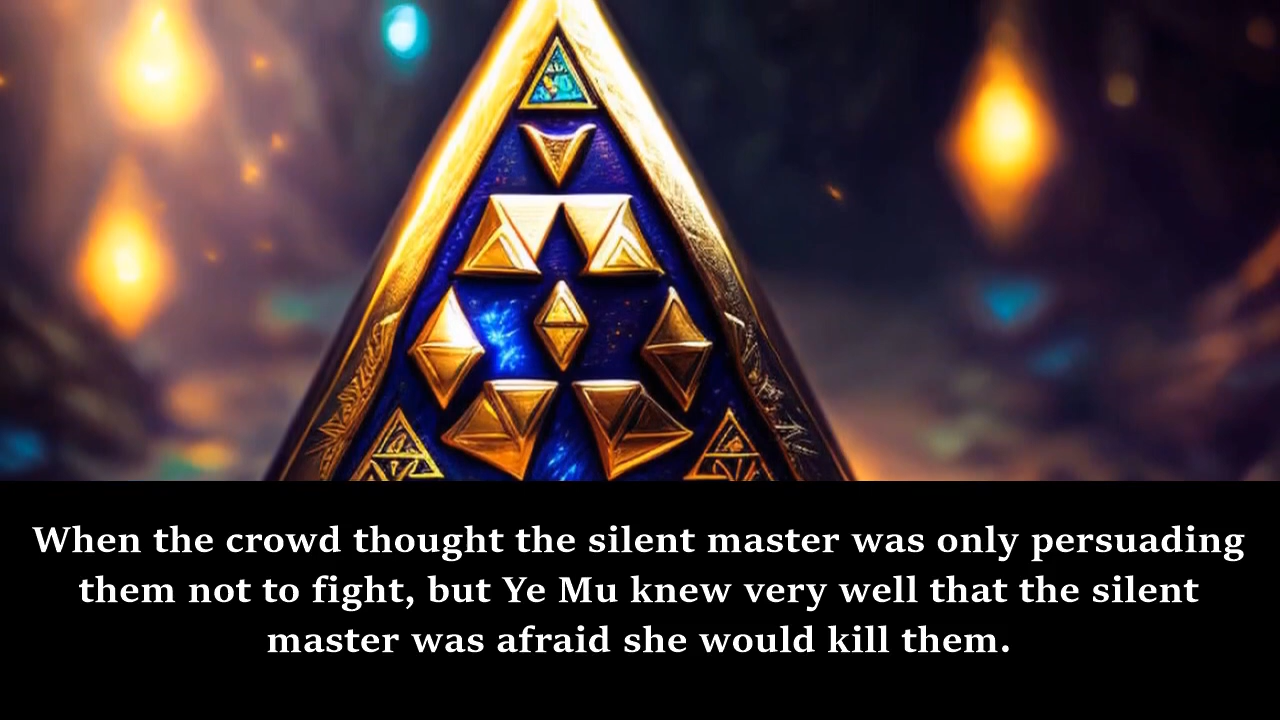 When the crowd thought the silent master was only persuading
them not to fight, but Ye Mu knew very well that the silent
master was afraid she would kill them.